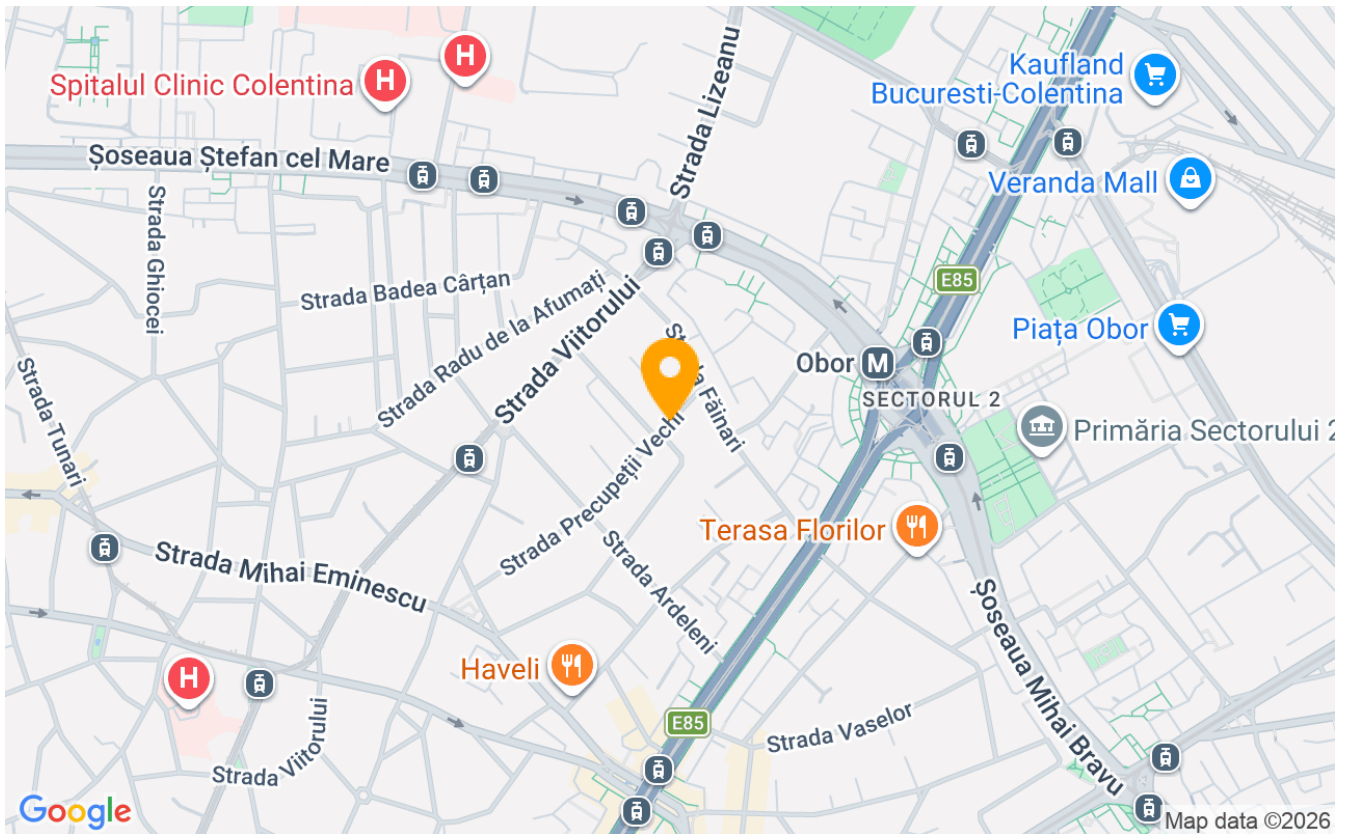 Strada Lizeanu
H
Kaufland
Bucuresti-Colentina
Spitalul Clinic Colentina
H
Șoseaua Ștefan cel Mare
Veranda Mall
Strada Ghiocei
Strada Badea Cârțan
Strada Radu de la Afumați
Strada Viitorului
E85
Piața Obor
Obor
M
SECTORUL 2
Strada Tunari
Primăria Sectorului 2
Strada Precupeții Vechi
Terasa Florilor
Strada Mihai Eminescu
Strada Ardeleni
Șoseaua Mihai Bravu
Haveli
H
E85
Strada Vaselor
Strada Viitorului
Google
Map data ©2026